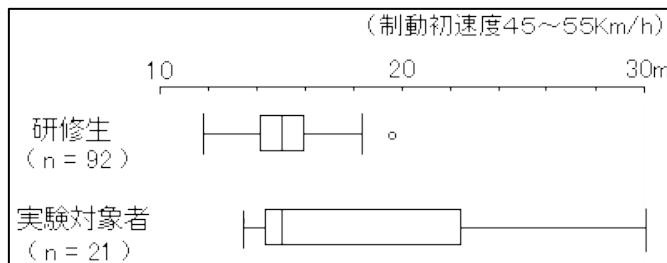 (制動初速度45～55Km/h)
10 20 30m
研修生
(n = 92)
実験対象者
(n = 21)